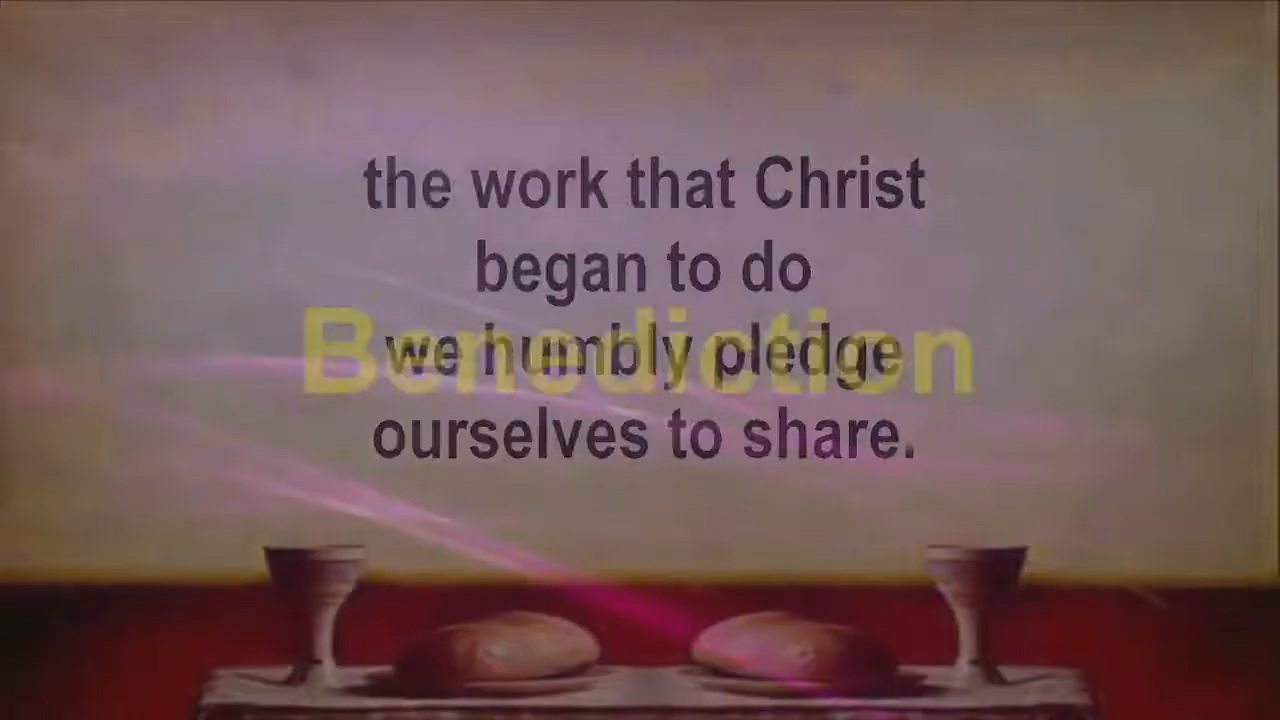 the work that Christ
began to do
Benediction
we humbly pledge
ourselves to share.